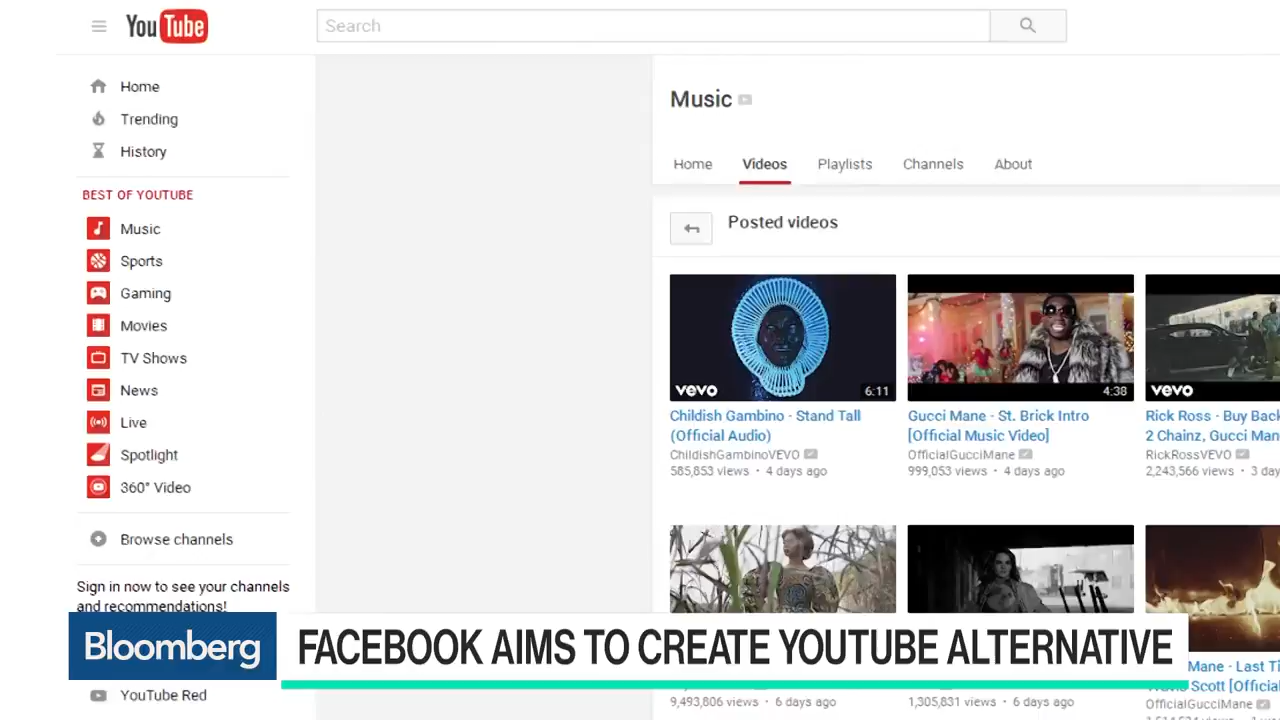 YouTube
Search
Home
Trending
History
BEST OF YOUTUBE
Music
Sports
Gaming
Movies
TV Shows
News
Live
Spotlight
360° Video
Browse channels
Sign in now to see your channels
and recommendations!
YouTube Red
Music
Home Videos Playlists Channels About
Posted videos
vevo 6:11
Childish Gambino - Stand Tall
(Official Audio)
ChildishGambinoVEVO
585,853 views • 4 days ago
4:38
Gucci Mane - St. Brick Intro
[Official Music Video]
OfficialGucciMane
999,053 views • 4 days ago
vevo
Rick Ross - Buy Back
2 Chainz, Gucci Man
RickRossVEVO
2,243,566 views • 3 day
9,493,806 views • 6 days ago
1,305,831 views • 6 days ago
Mane - Last Ti
Scott [Official
OfficialGucciMane
Bloomberg
FACEBOOK AIMS TO CREATE YOUTUBE ALTERNATIVE